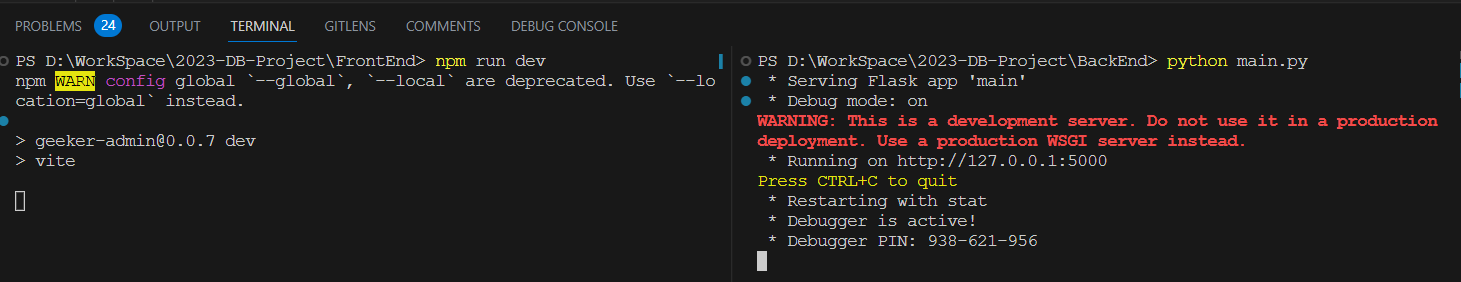 PROBLEMS 24 OUTPUT TERMINAL GITLENS COMMENTS DEBUG CONSOLE
PS D:\WorkSpace\2023-DB-Project\FrontEnd> npm run dev
npm WARN config global `--global`, `--local` are deprecated. Use `--lo
cation=global` instead.
> geeker-admin@0.0.7 dev
> vite
PS D:\WorkSpace\2023-DB-Project\BackEnd> python main.py
* Serving Flask app 'main'
* Debug mode: on
WARNING: This is a development server. Do not use it in a production
deployment. Use a production WSGI server instead.
* Running on http://127.0.0.1:5000
Press CTRL+C to quit
* Restarting with stat
* Debugger is active!
* Debugger PIN: 938-621-956